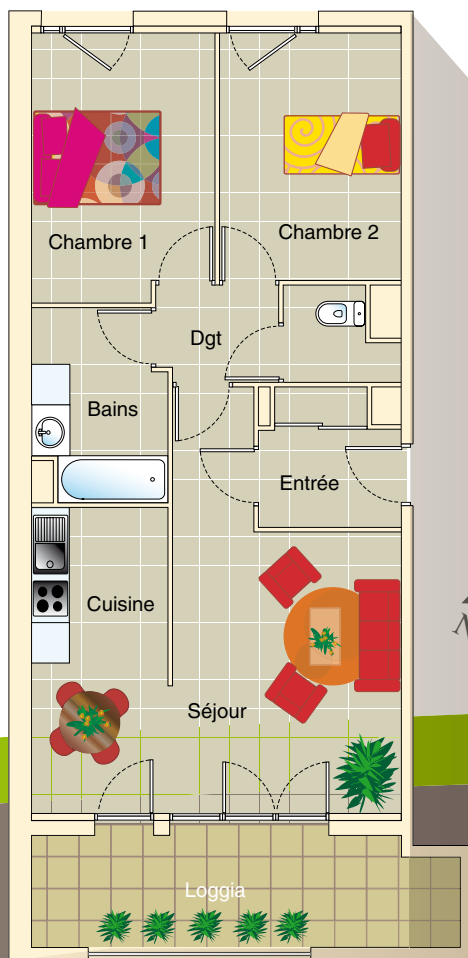 Chambre 1
Chambre 2
Dgt
Bains
Entrée
Cuisine
Séjour
Loggia
N